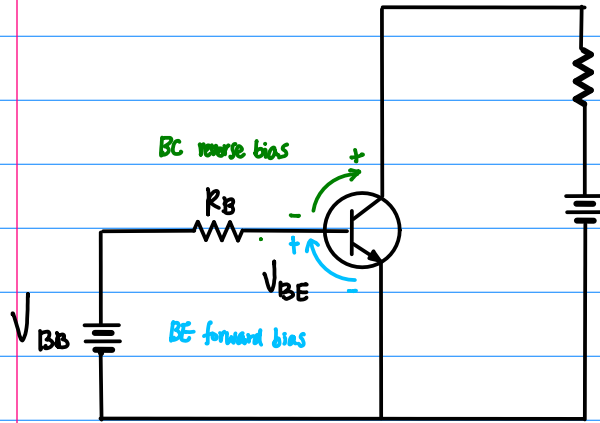 BC reverse bias
+
RB
-
+
VBE
-
VBB
BE forward bias